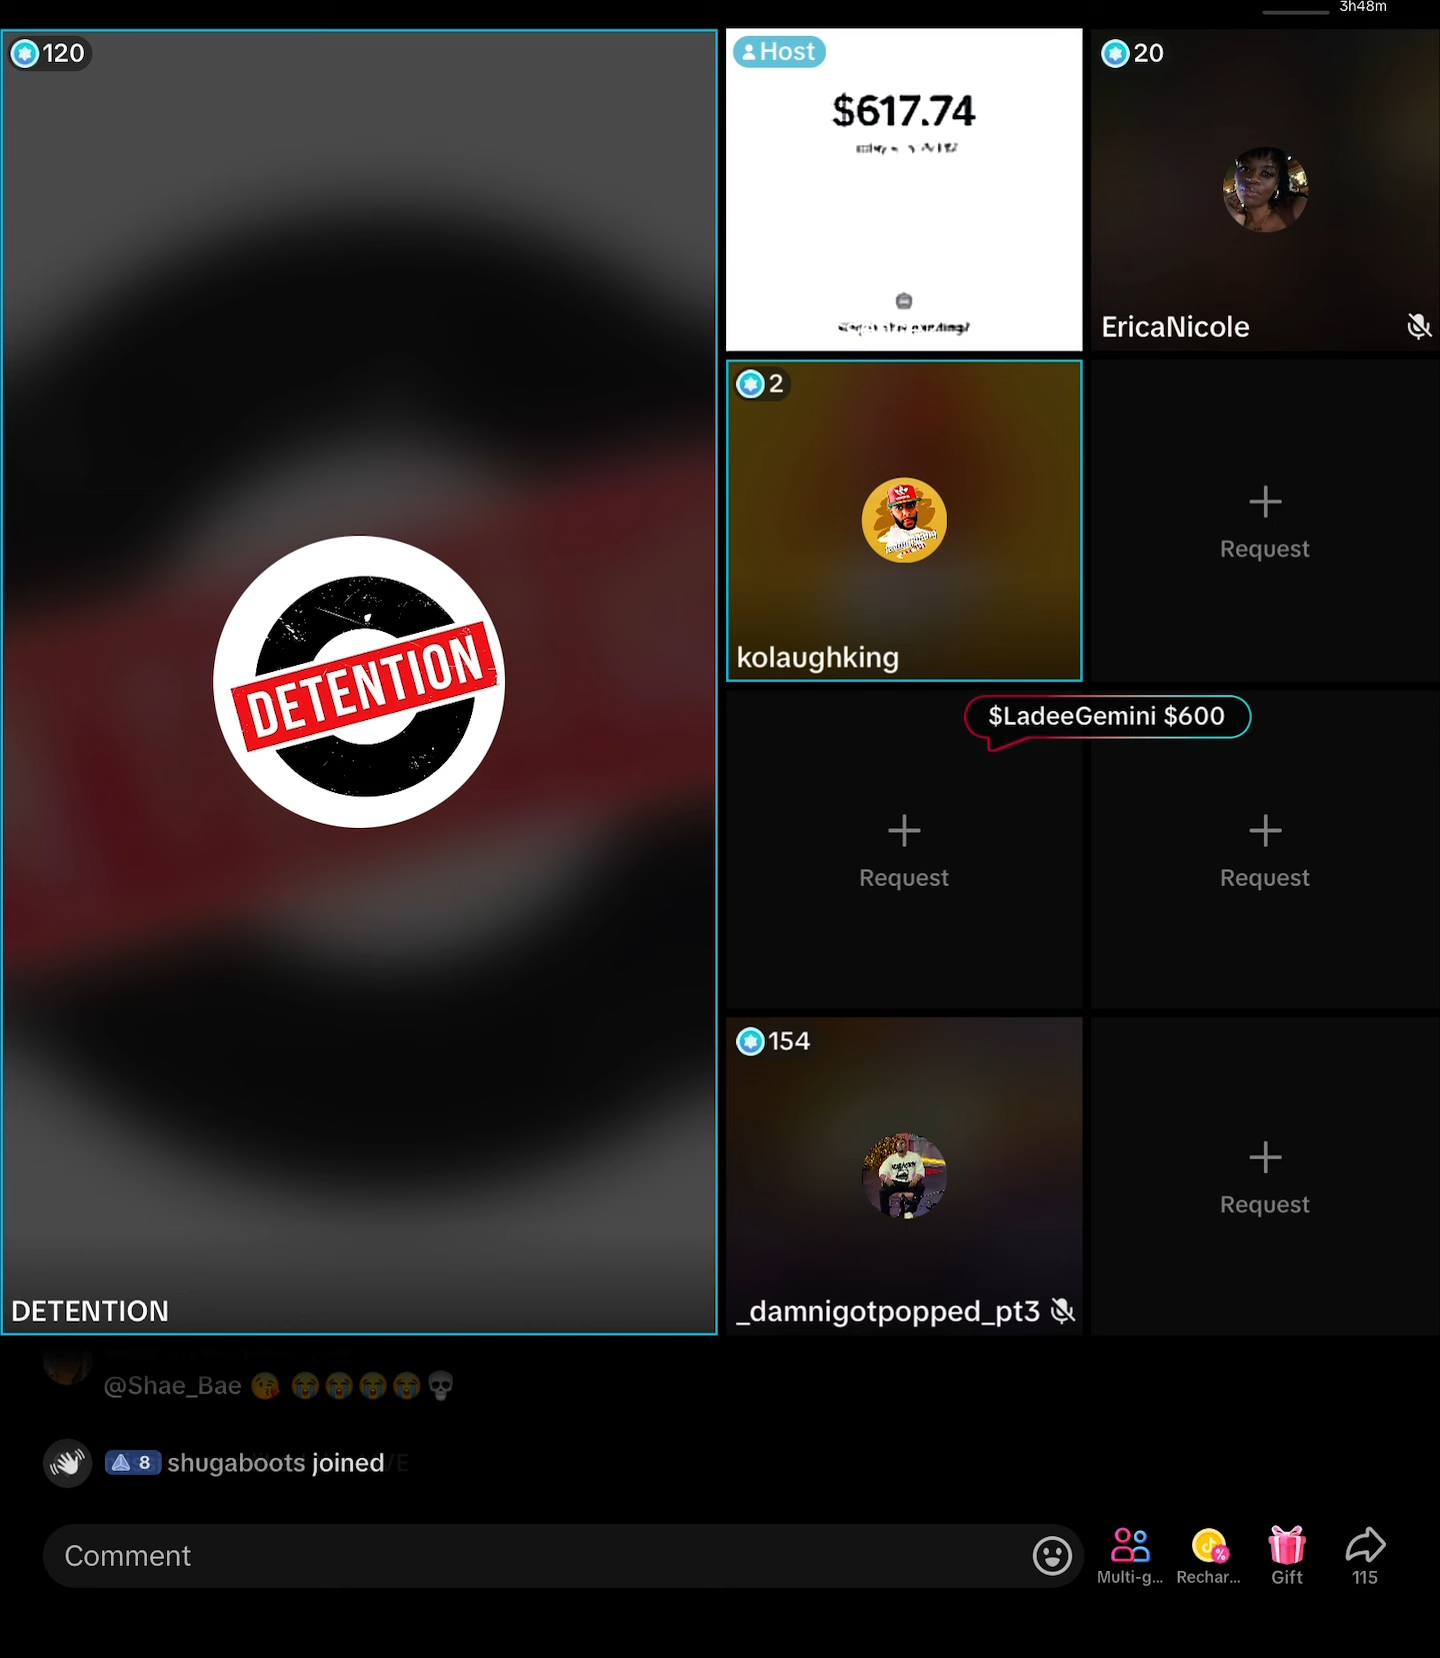 3h48m
120
DETENTION
DETENTION
Host
$617.74
20
EricaNicole
2
kolaughking
Request
$LadeeGemini $600
Request
Request
154
_damnigotpopped_pt3
Request
@Shae_Bae 😘 😭😭😭😭💀
8 shugaboots joined
Comment
Multi-g...
Rechar...
Gift
115